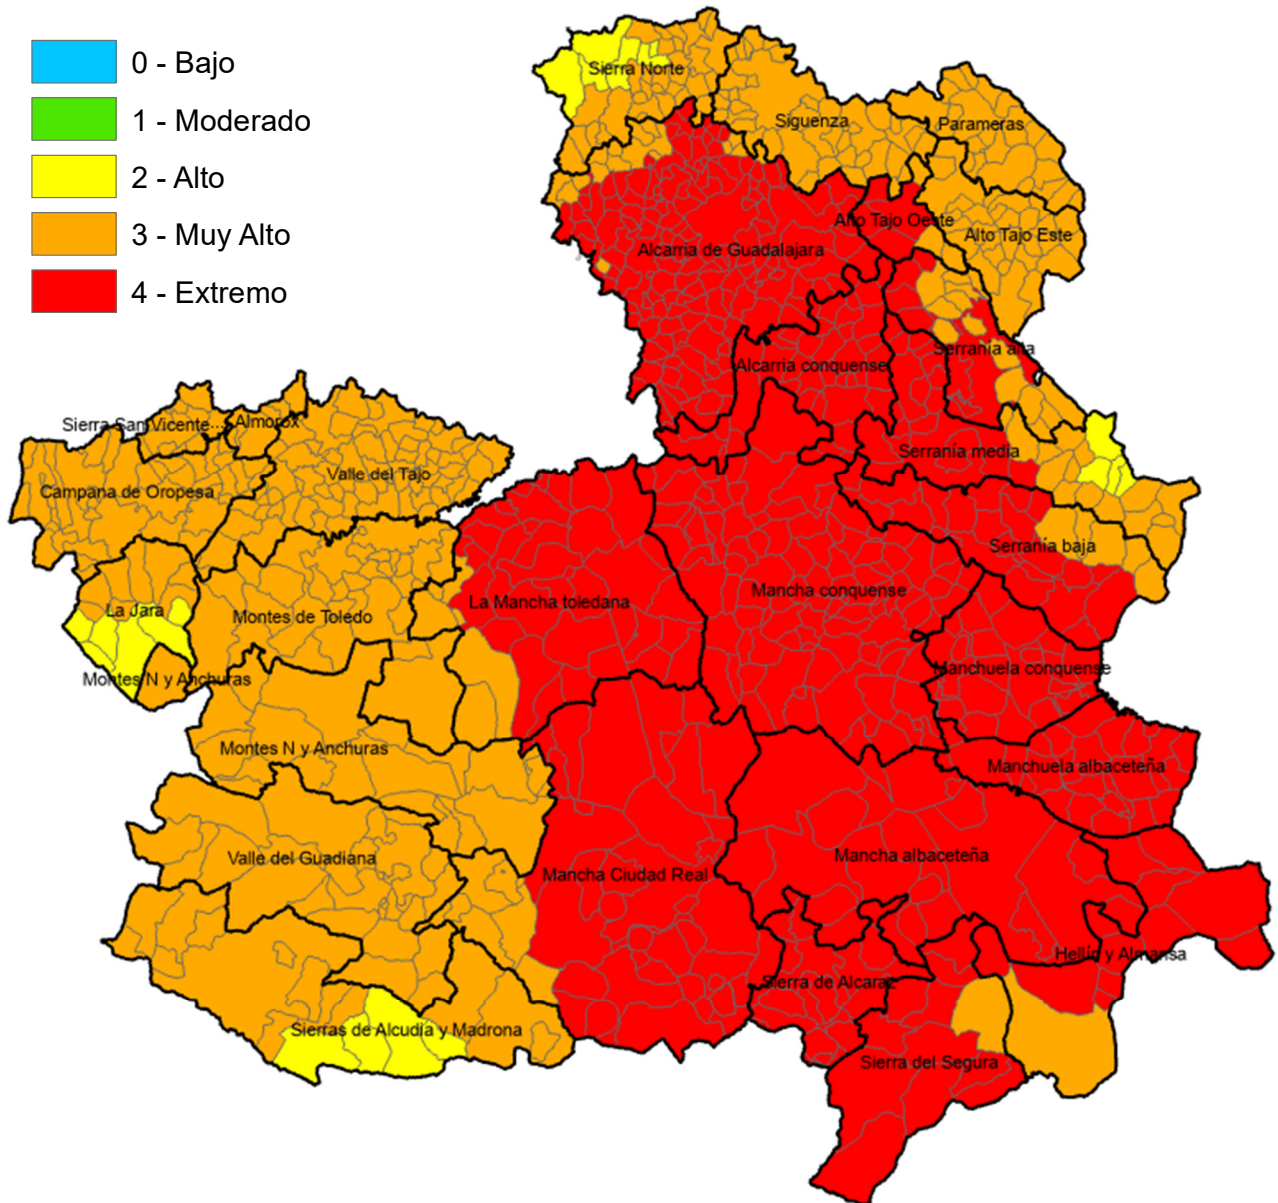 0 - Bajo
1 - Moderado
2 - Alto
3 - Muy Alto
4 - Extremo
Sierra Norte
Siguenza
Parameras
Alto Tajo Oeste
Alto Tajo Este
Alcarria de Guadalajara
Serranía alta
Alcarria conquense
Sierra San Vicente...
Almorox
Serranía media
Valle del Tajo
Campana de Oropesa
Serranía baja
Mancha conquense
La Mancha toledana
La Jara
Montes de Toledo
Manchuela conquense
Montes N y Anchuras
Montes N y Anchuras
Manchuela albaceteña
Valle del Guadiana
Mancha albaceteña
Mancha Ciudad Real
Hellín y Almansa
Sierra de Alcaraz
Sierras de Alcudia y Madrona
Sierra del Segura